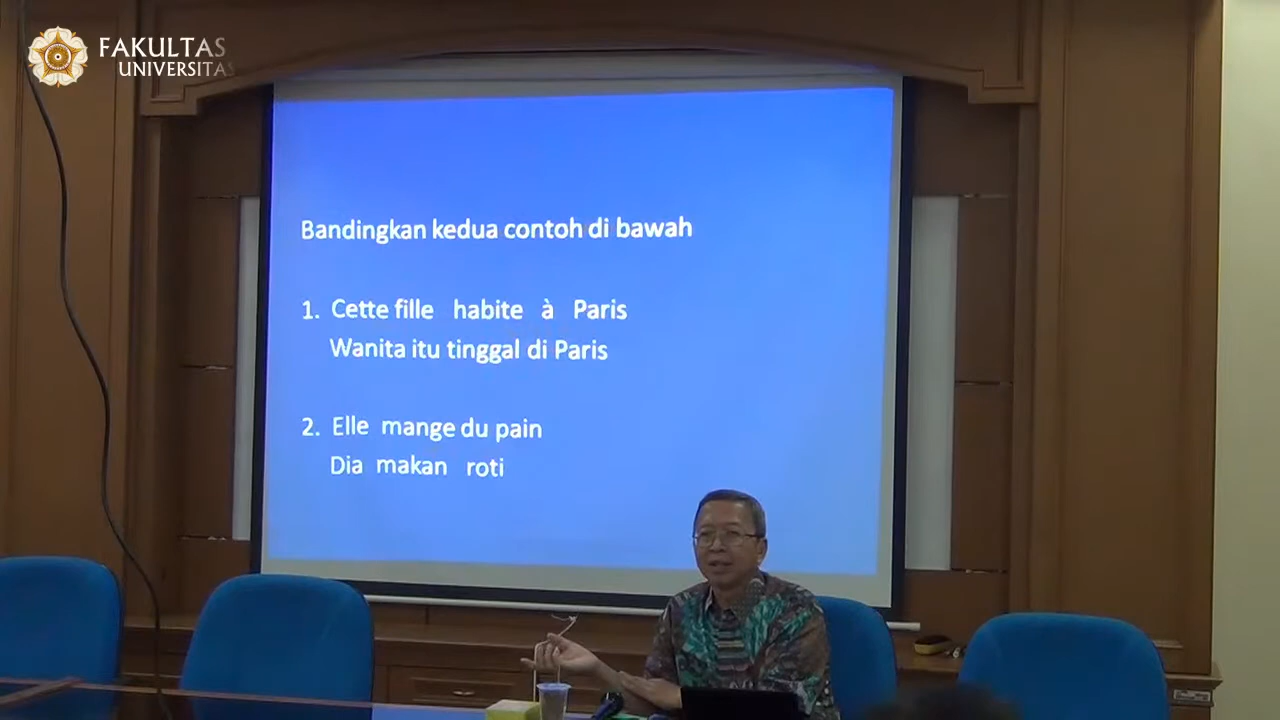 FAKULTAS
UNIVERSITAS
Bandingkan kedua contoh di bawah
1. Cette fille habite à Paris
Wanita itu tinggal di Paris
2. Elle mange du pain
Dia makan roti